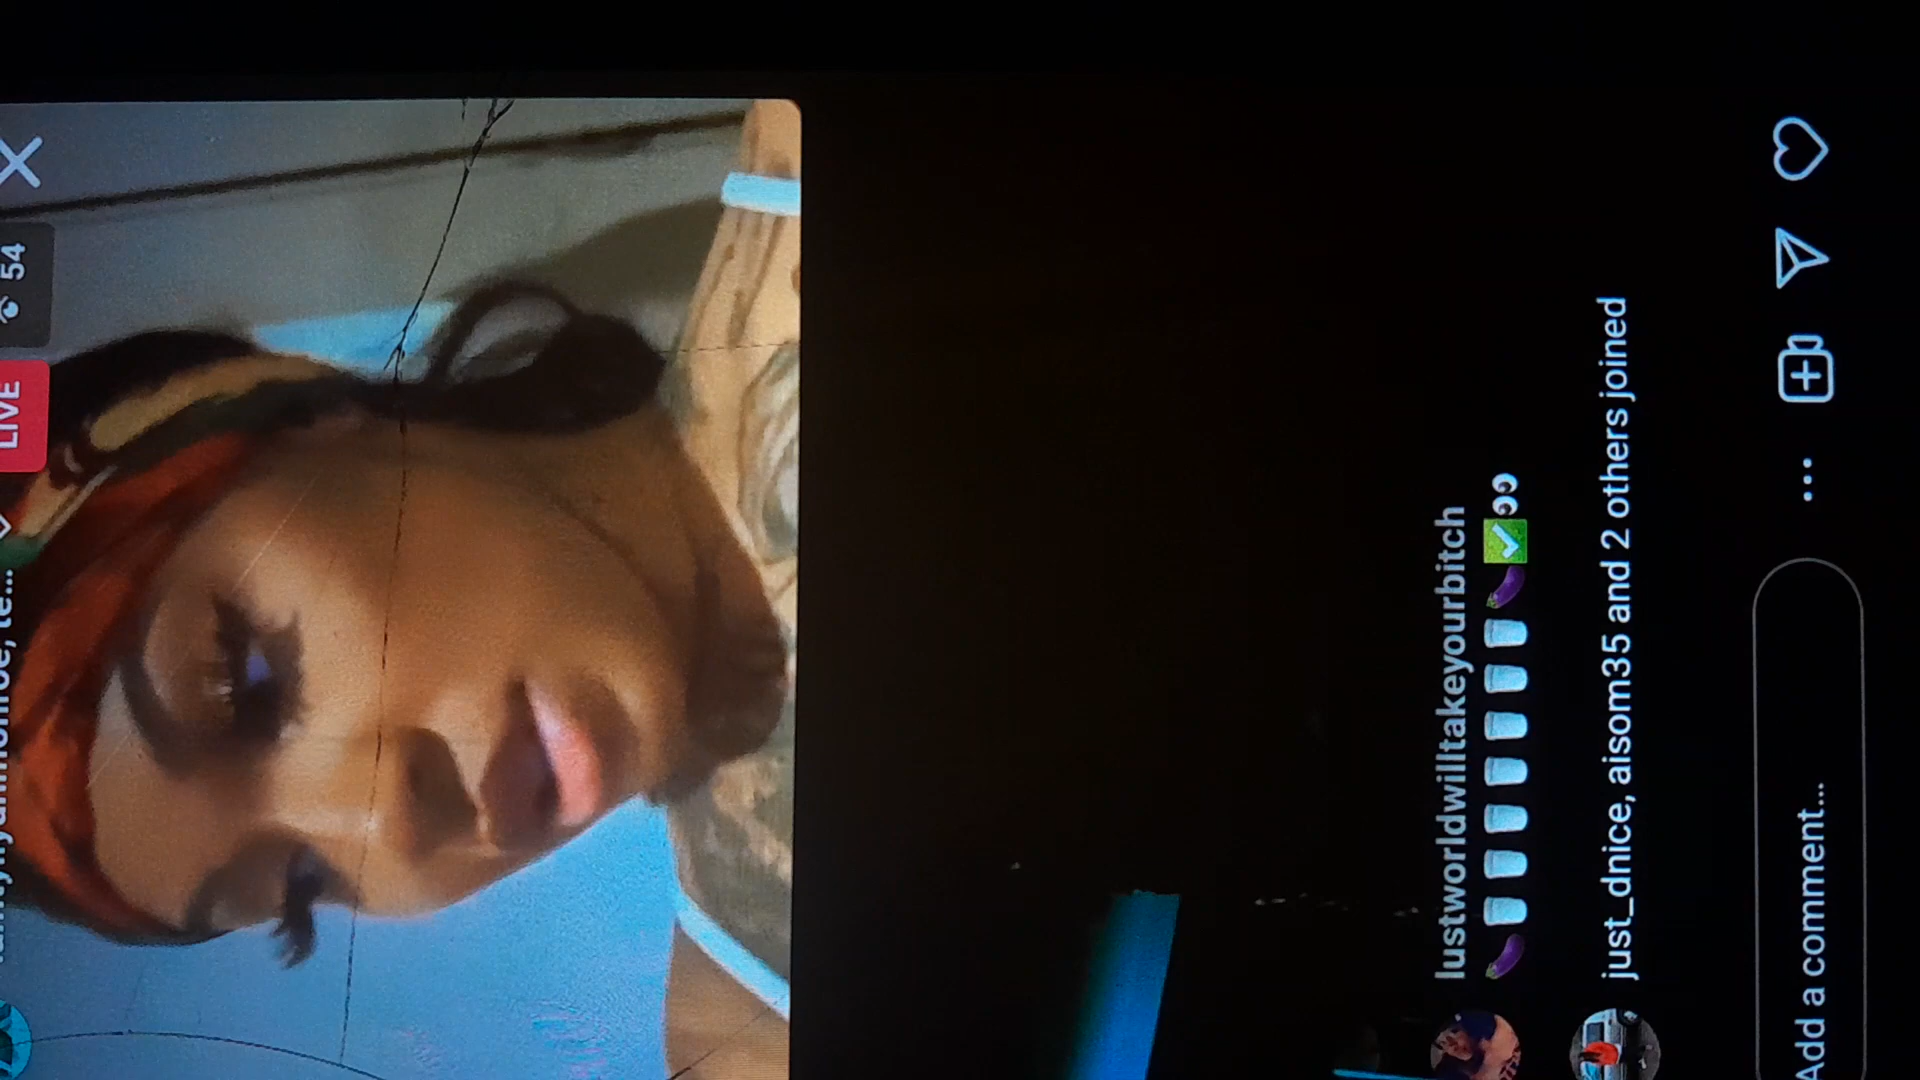 LIVE
54
lustworldwilltakeyourbitch
just_dnice, aisom35 and 2 others joined
Add a comment...